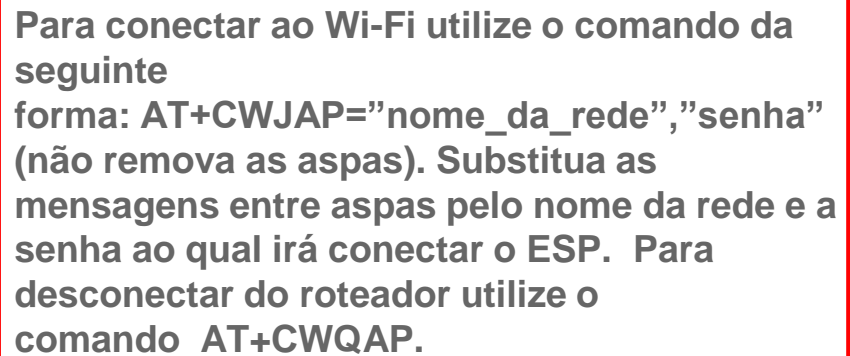 Para conectar ao Wi-Fi utilize o comando da
seguinte
forma: AT+CWJAP=”nome_da_rede”,”senha”
(não remova as aspas). Substitua as
mensagens entre aspas pelo nome da rede e a
senha ao qual irá conectar o ESP.  Para
desconectar do roteador utilize o
comando  AT+CWQAP.